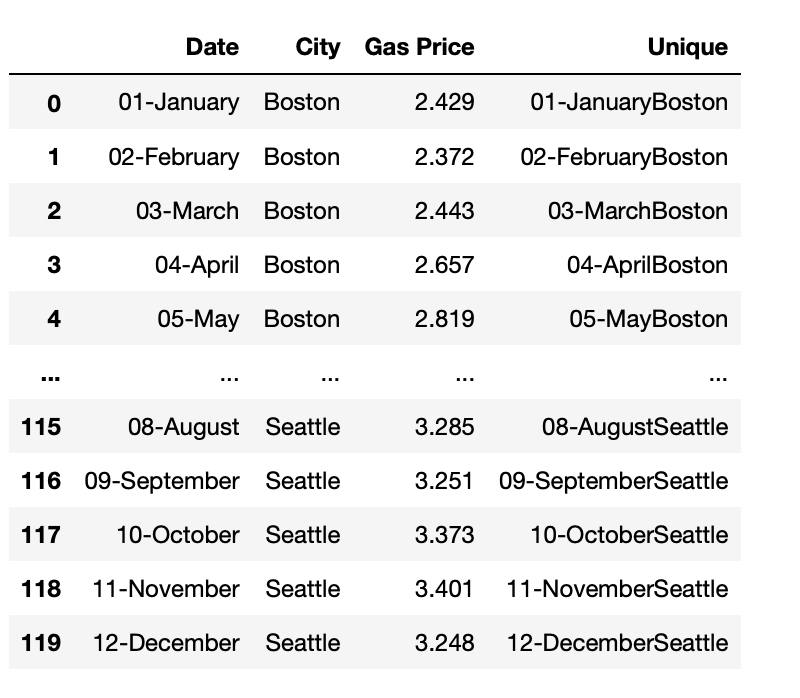 Date City Gas Price Unique
0 01-January Boston 2.429 01-JanuaryBoston
1 02-February Boston 2.372 02-FebruaryBoston
2 03-March Boston 2.443 03-MarchBoston
3 04-April Boston 2.657 04-AprilBoston
4 05-May Boston 2.819 05-MayBoston
... ... ... ... ...
115 08-August Seattle 3.285 08-AugustSeattle
116 09-September Seattle 3.251 09-SeptemberSeattle
117 10-October Seattle 3.373 10-OctoberSeattle
118 11-November Seattle 3.401 11-NovemberSeattle
119 12-December Seattle 3.248 12-DecemberSeattle